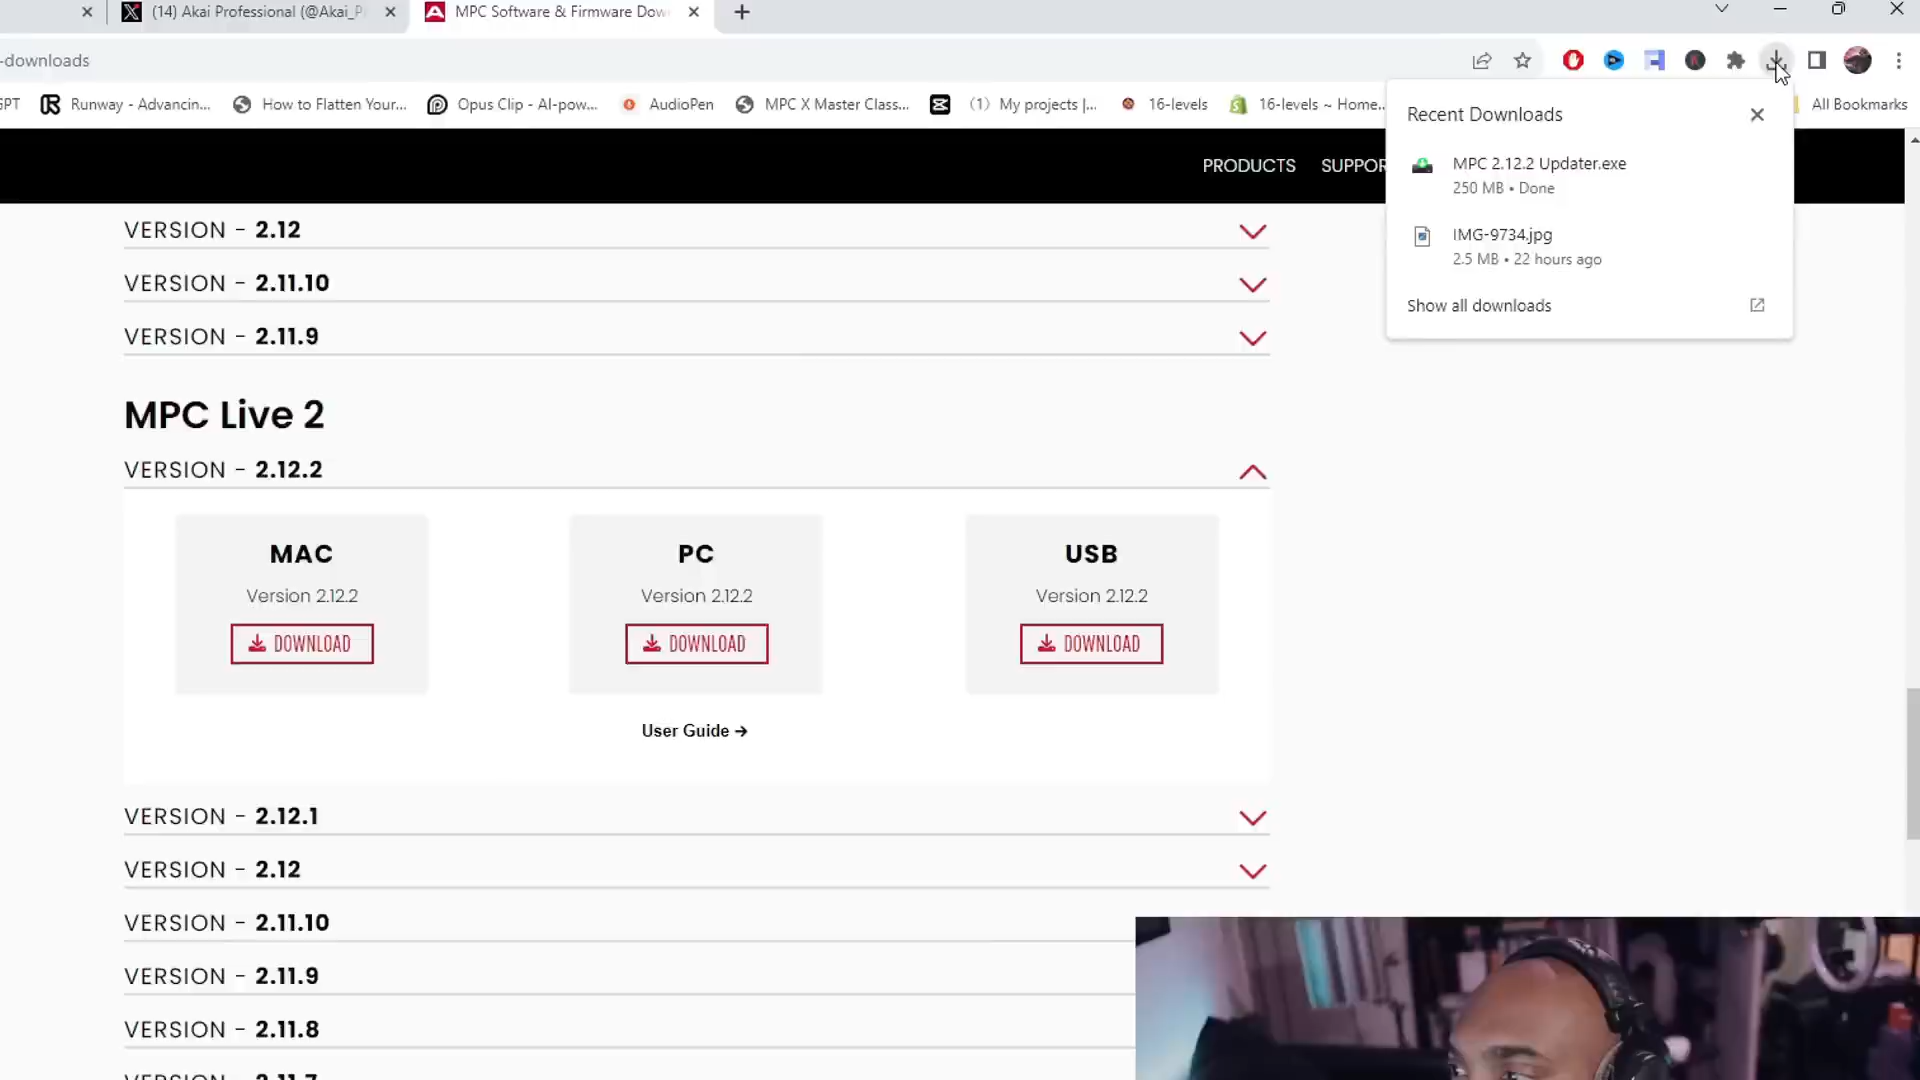 (14) Akai Professional (@Akai_P
MPC Software & Firmware Dow
-downloads
GPT
Runway - Advancin...
How to Flatten Your...
Opus Clip - AI-pow...
AudioPen
MPC X Master Class...
(1) My projects |...
16-levels
16-levels ~ Home...
All Bookmarks
PRODUCTS
SUPPOR
Recent Downloads
MPC 2.12.2 Updater.exe
250 MB • Done
IMG-9734.jpg
2.5 MB • 22 hours ago
Show all downloads
VERSION - 2.12
VERSION - 2.11.10
VERSION - 2.11.9
MPC Live 2
VERSION - 2.12.2
MAC
Version 2.12.2
DOWNLOAD
PC
Version 2.12.2
DOWNLOAD
USB
Version 2.12.2
DOWNLOAD
User Guide →
VERSION - 2.12.1
VERSION - 2.12
VERSION - 2.11.10
VERSION - 2.11.9
VERSION - 2.11.8
VERSION - 2.11.7